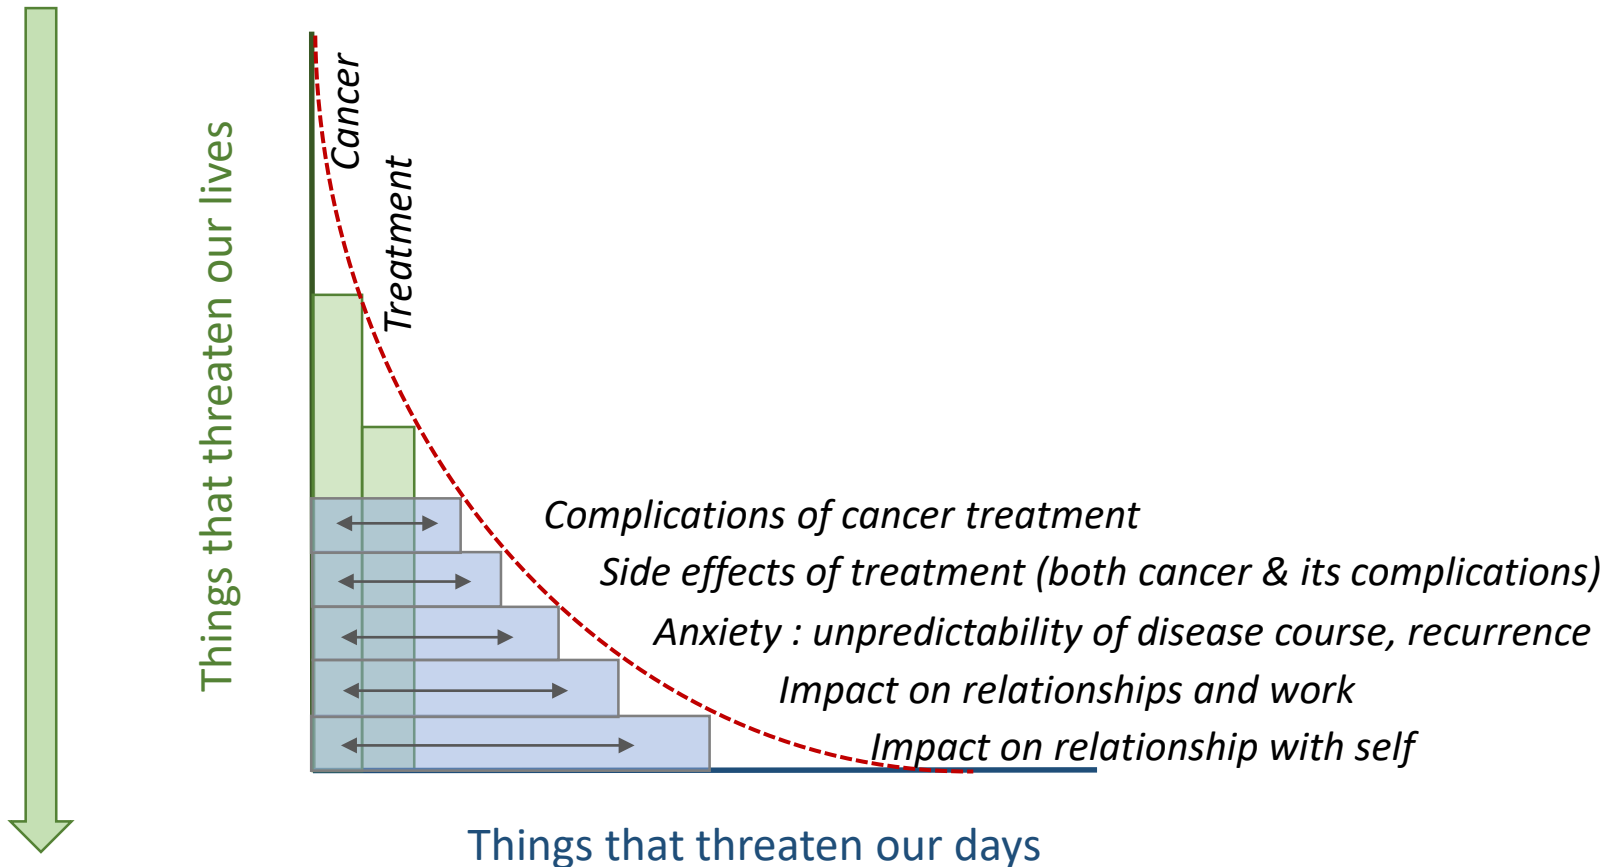 Things that threaten our lives
Cancer
Treatment
Complications of cancer treatment
Side effects of treatment (both cancer & its complications)
Anxiety : unpredictability of disease course, recurrence
Impact on relationships and work
Impact on relationship with self
Things that threaten our days